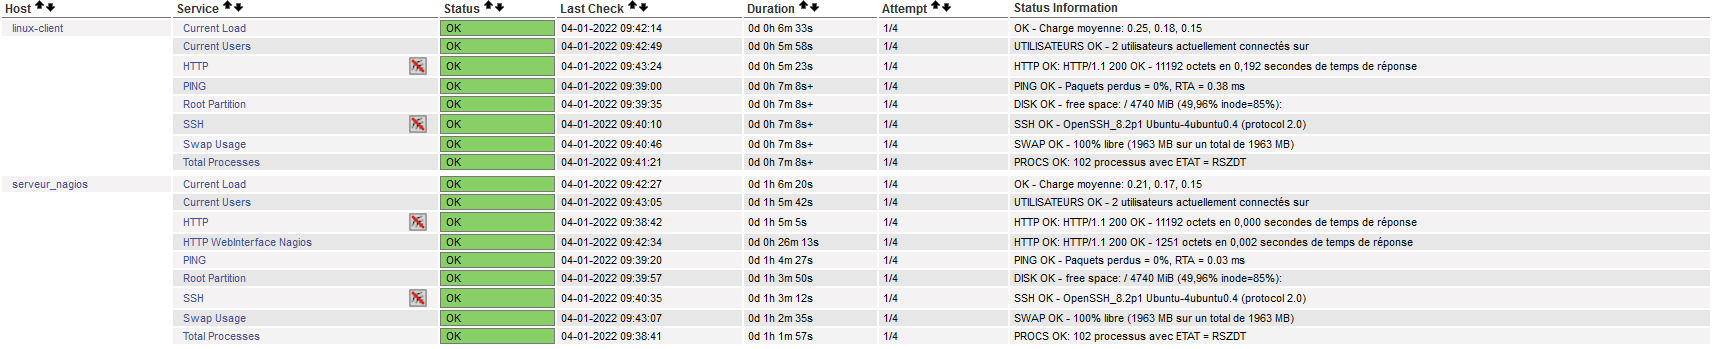 Host Service Status Last Check Duration Attempt Status Information
linux-client Current Load OK 04-01-2022 09:42:14 0d 0h 6m 33s 1/4 OK - Charge moyenne: 0.25, 0.18, 0.15
Current Users OK 04-01-2022 09:42:49 0d 0h 5m 58s 1/4 UTILISATEURS OK - 2 utilisateurs actuellement connectés sur
HTTP OK 04-01-2022 09:43:24 0d 0h 5m 23s 1/4 HTTP OK: HTTP/1.1 200 OK - 11192 octets en 0,192 secondes de temps de réponse
PING OK 04-01-2022 09:39:00 0d 0h 7m 8s+ 1/4 PING OK - Paquets perdus = 0%, RTA = 0.38 ms
Root Partition OK 04-01-2022 09:39:35 0d 0h 7m 8s+ 1/4 DISK OK - free space: / 4740 MiB (49,96% inode=85%):
SSH OK 04-01-2022 09:40:10 0d 0h 7m 8s+ 1/4 SSH OK - OpenSSH_8.2p1 Ubuntu-4ubuntu0.4 (protocol 2.0)
Swap Usage OK 04-01-2022 09:40:46 0d 0h 7m 8s+ 1/4 SWAP OK - 100% libre (1963 MB sur un total de 1963 MB)
Total Processes OK 04-01-2022 09:41:21 0d 0h 7m 8s+ 1/4 PROCS OK: 102 processus avec ETAT = RSZDT
serveur_nagios Current Load OK 04-01-2022 09:42:27 0d 1h 6m 20s 1/4 OK - Charge moyenne: 0.21, 0.17, 0.15
Current Users OK 04-01-2022 09:43:05 0d 1h 5m 42s 1/4 UTILISATEURS OK - 2 utilisateurs actuellement connectés sur
HTTP OK 04-01-2022 09:38:42 0d 1h 5m 5s 1/4 HTTP OK: HTTP/1.1 200 OK - 11192 octets en 0,000 secondes de temps de réponse
HTTP WebInterface Nagios OK 04-01-2022 09:42:34 0d 0h 26m 13s 1/4 HTTP OK: HTTP/1.1 200 OK - 1251 octets en 0,002 secondes de temps de réponse
PING OK 04-01-2022 09:39:20 0d 1h 4m 27s 1/4 PING OK - Paquets perdus = 0%, RTA = 0.03 ms
Root Partition OK 04-01-2022 09:39:57 0d 1h 3m 50s 1/4 DISK OK - free space: / 4740 MiB (49,96% inode=85%):
SSH OK 04-01-2022 09:40:35 0d 1h 3m 12s 1/4 SSH OK - OpenSSH_8.2p1 Ubuntu-4ubuntu0.4 (protocol 2.0)
Swap Usage OK 04-01-2022 09:43:07 0d 1h 2m 35s 1/4 SWAP OK - 100% libre (1963 MB sur un total de 1963 MB)
Total Processes OK 04-01-2022 09:38:41 0d 1h 1m 57s 1/4 PROCS OK: 102 processus avec ETAT = RSZDT